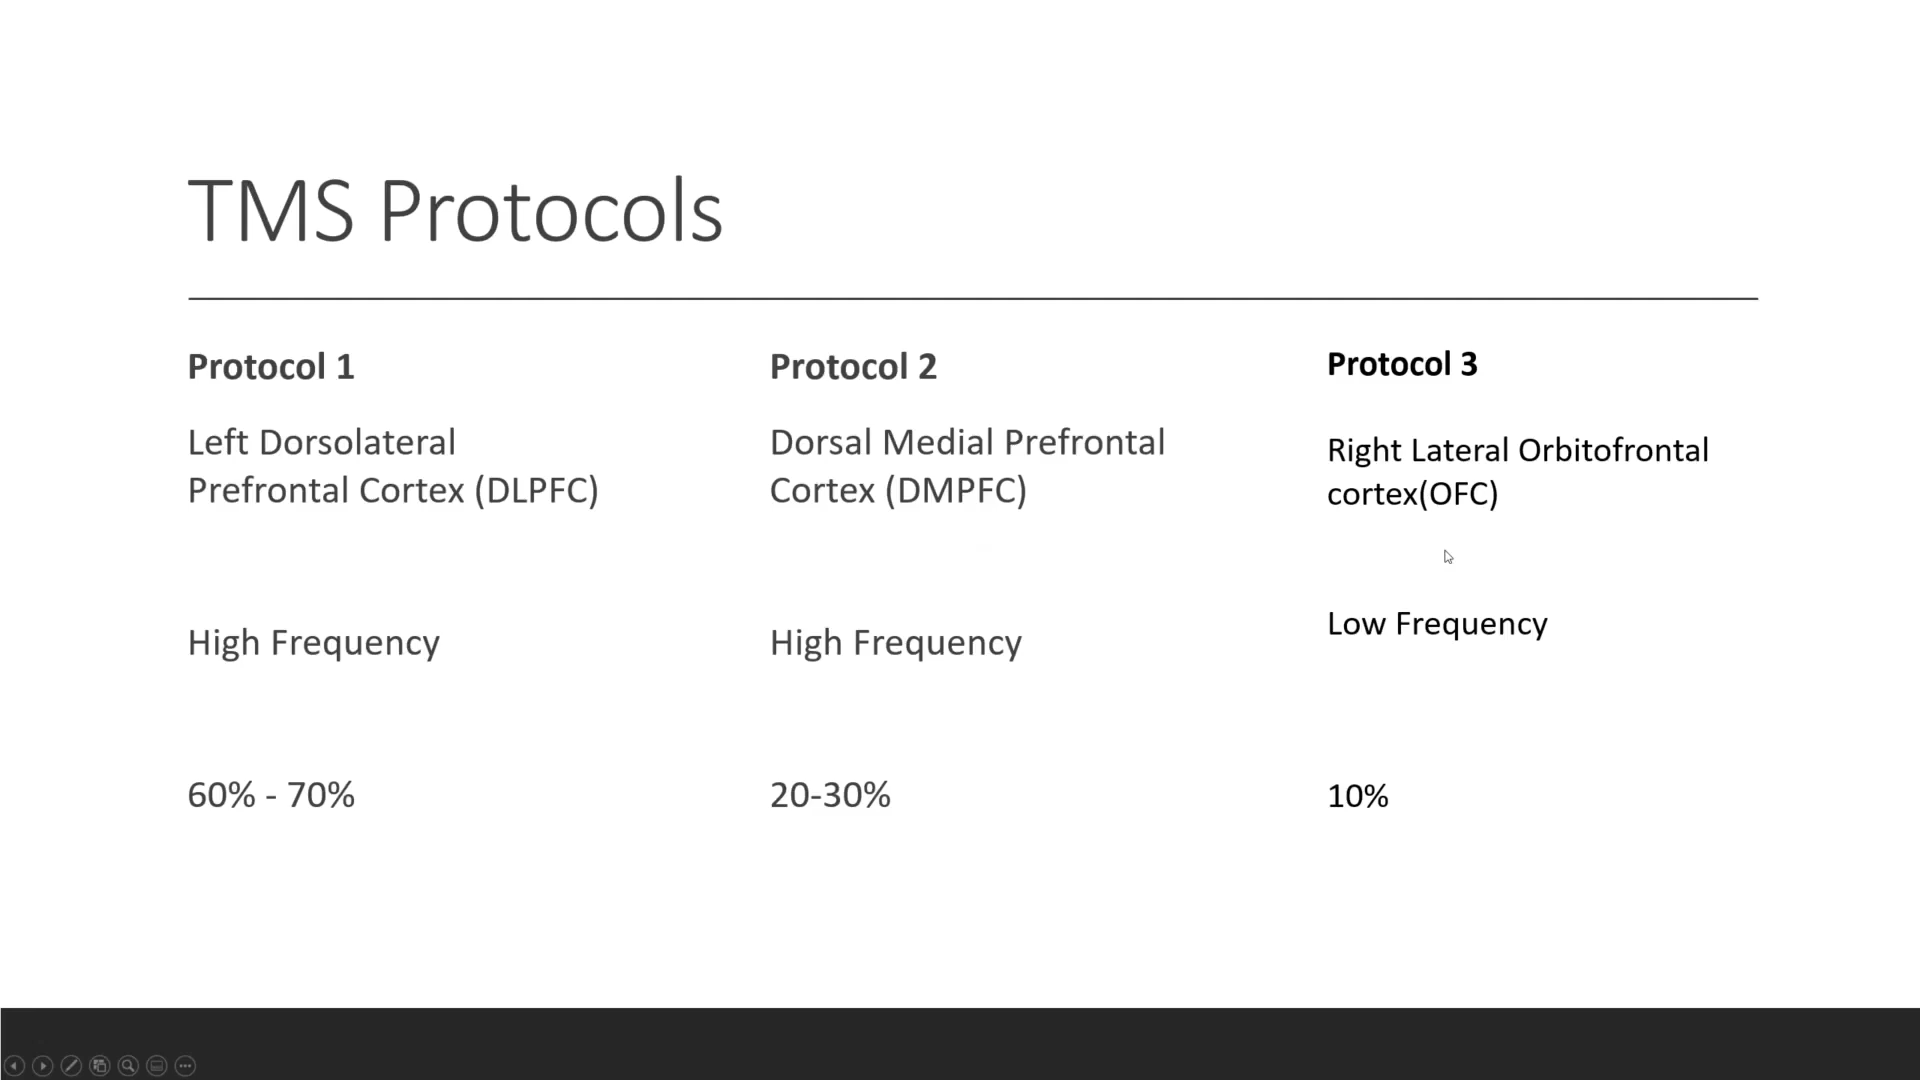 TMS Protocols
Protocol 1
Left Dorsolateral
Prefrontal Cortex (DLPFC)
High Frequency
60% - 70%
Protocol 2
Dorsal Medial Prefrontal
Cortex (DMPFC)
High Frequency
20-30%
Protocol 3
Right Lateral Orbitofrontal
cortex(OFC)
Low Frequency
10%